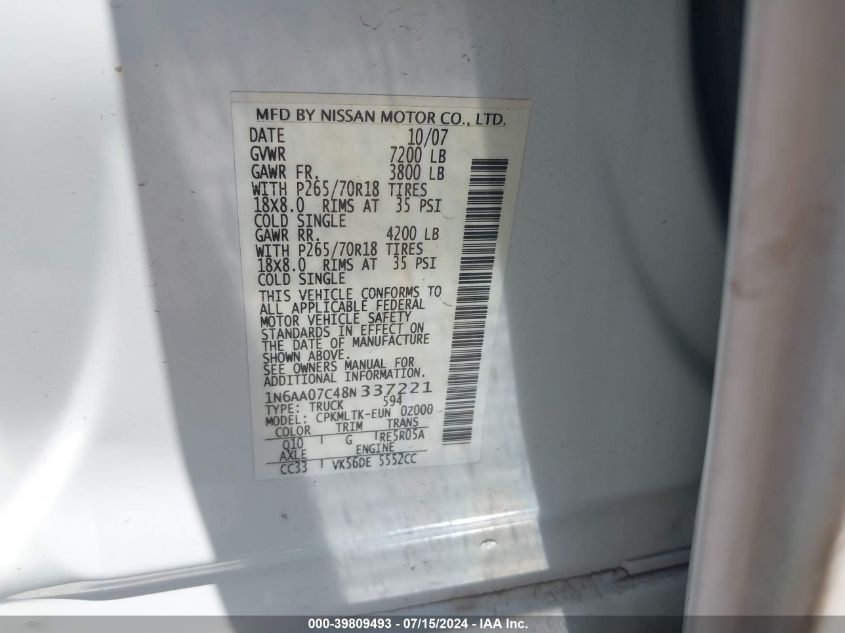 MFD BY NISSAN MOTOR CO., LTD.
DATE 10/07
GVWR 7200 LB
GAWR FR. 3800 LB
WITH P265/70R18 TIRES
18X8.0 RIMS AT 35 PSI
COLD SINGLE
GAWR RR. 4200 LB
WITH P265/70R18 TIRES
18X8.0 RIMS AT 35 PSI
COLD SINGLE
THIS VEHICLE CONFORMS TO
ALL APPLICABLE FEDERAL
MOTOR VEHICLE SAFETY
STANDARDS IN EFFECT ON
THE DATE OF MANUFACTURE
SHOWN ABOVE.
SEE OWNERS MANUAL FOR
ADDITIONAL INFORMATION.
1N6AA07C48N 337221
TYPE: TRUCK 594
MODEL: CPKMLTK-EUN 0Z000
COLOR TRIM TRANS
Q10 G RE5R05A
AXLE ENGINE
CC33 VK56DE 5552CC
000-39809493 - 07/15/2024 - IAA Inc.